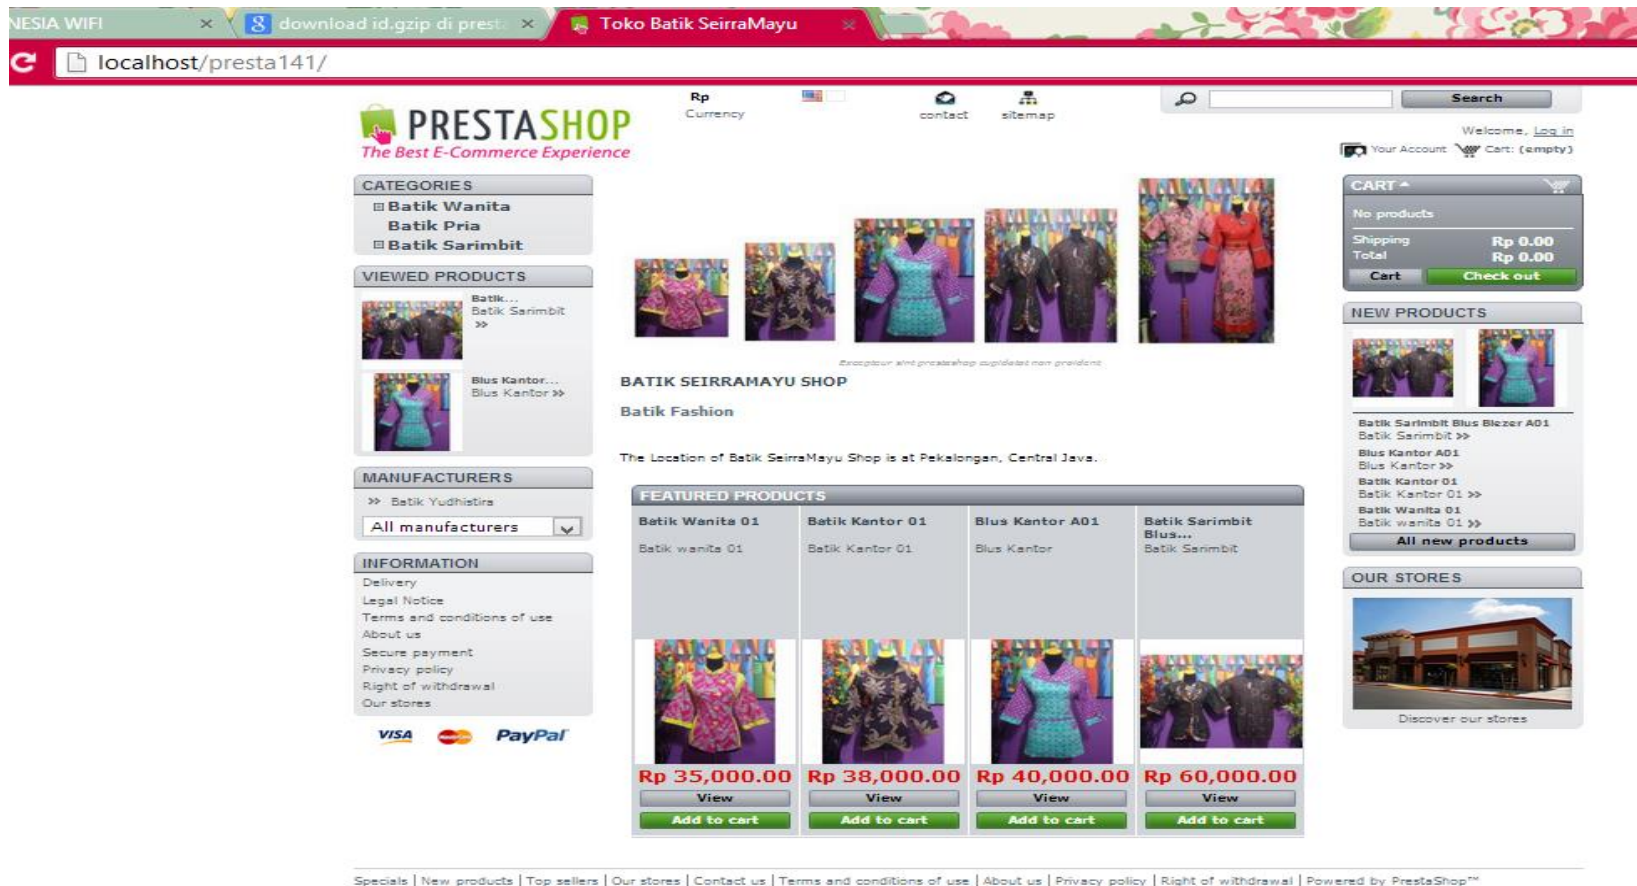 NESIA WIFI
download id.gzip di prest
Toko Batik SeirraMayu
localhost/presta141/
PRESTASHOP
The Best E-Commerce Experience
Rp
Currency
contact
sitemap
Search
Welcome, Log in
Your Account Cart: (empty)
CATEGORIES
Batik Wanita
Batik Pria
Batik Sarimbit
VIEWED PRODUCTS
Batik...
Batik Sarimbit
>>
Blus Kantor...
Blus Kantor >>
MANUFACTURERS
>> Batik Yudhistira
All manufacturers
INFORMATION
Delivery
Legal Notice
Terms and conditions of use
About us
Secure payment
Privacy policy
Right of withdrawal
Our stores
VISA MasterCard PayPal
Excepteur sint prestashop cupidatat non proident
BATIK SEIRRAMAYU SHOP
Batik Fashion
The Location of Batik SeirraMayu Shop is at Pekalongan, Central Java.
FEATURED PRODUCTS
Batik Wanita 01
Batik wanita 01
Rp 35,000.00
View
Add to cart
Batik Kantor 01
Batik Kantor 01
Rp 38,000.00
View
Add to cart
Blus Kantor A01
Blus Kantor
Rp 40,000.00
View
Add to cart
Batik Sarimbit
Blus...
Batik Sarimbit
Rp 60,000.00
View
Add to cart
CART
No products
Shipping Rp 0.00
Total Rp 0.00
Cart Check out
NEW PRODUCTS
Batik Sarimbit Blus Blezer A01
Batik Sarimbit >>
Blus Kantor A01
Blus Kantor >>
Batik Kantor 01
Batik Kantor 01 >>
Batik Wanita 01
Batik wanita 01 >>
All new products
OUR STORES
Discover our stores
Specials | New products | Top sellers | Our stores | Contact us | Terms and conditions of use | About us | Privacy policy | Right of withdrawal | Powered by PrestaShop™